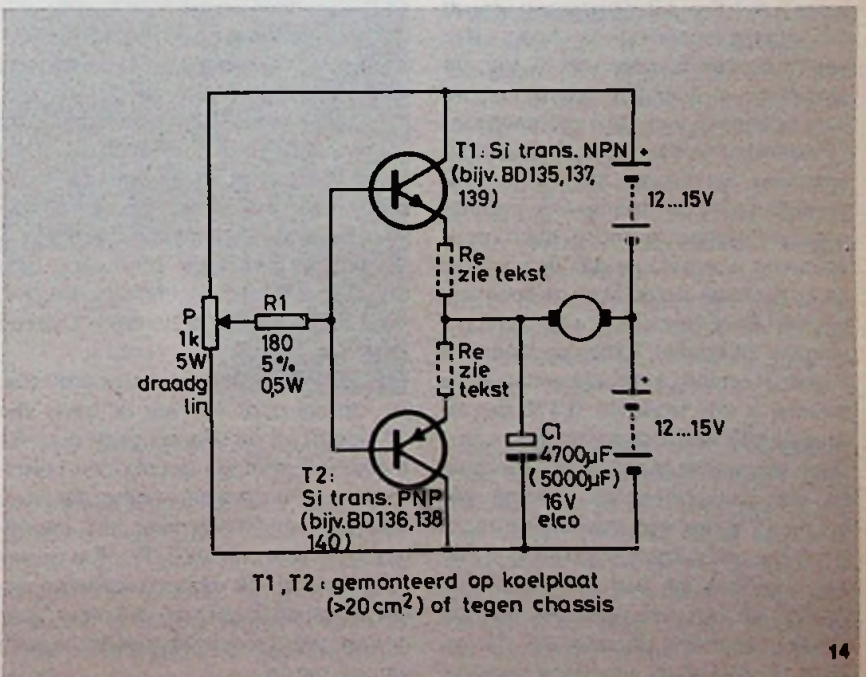 T1: Si trans. NPN
(bijv. BD135,137,
139)
+
12...15V
Re
zie tekst
P
1k
5W
draadg
lin
R1
180
5%
0,5W
Re
zie
tekst
+
12...15V
C1
4700µF
(5000µF)
16V
elco
T2:
Si trans. PNP
(bijv. BD136,138
140)
T1,T2: gemonteerd op koelplaat
(>20cm²) of tegen chassis
14